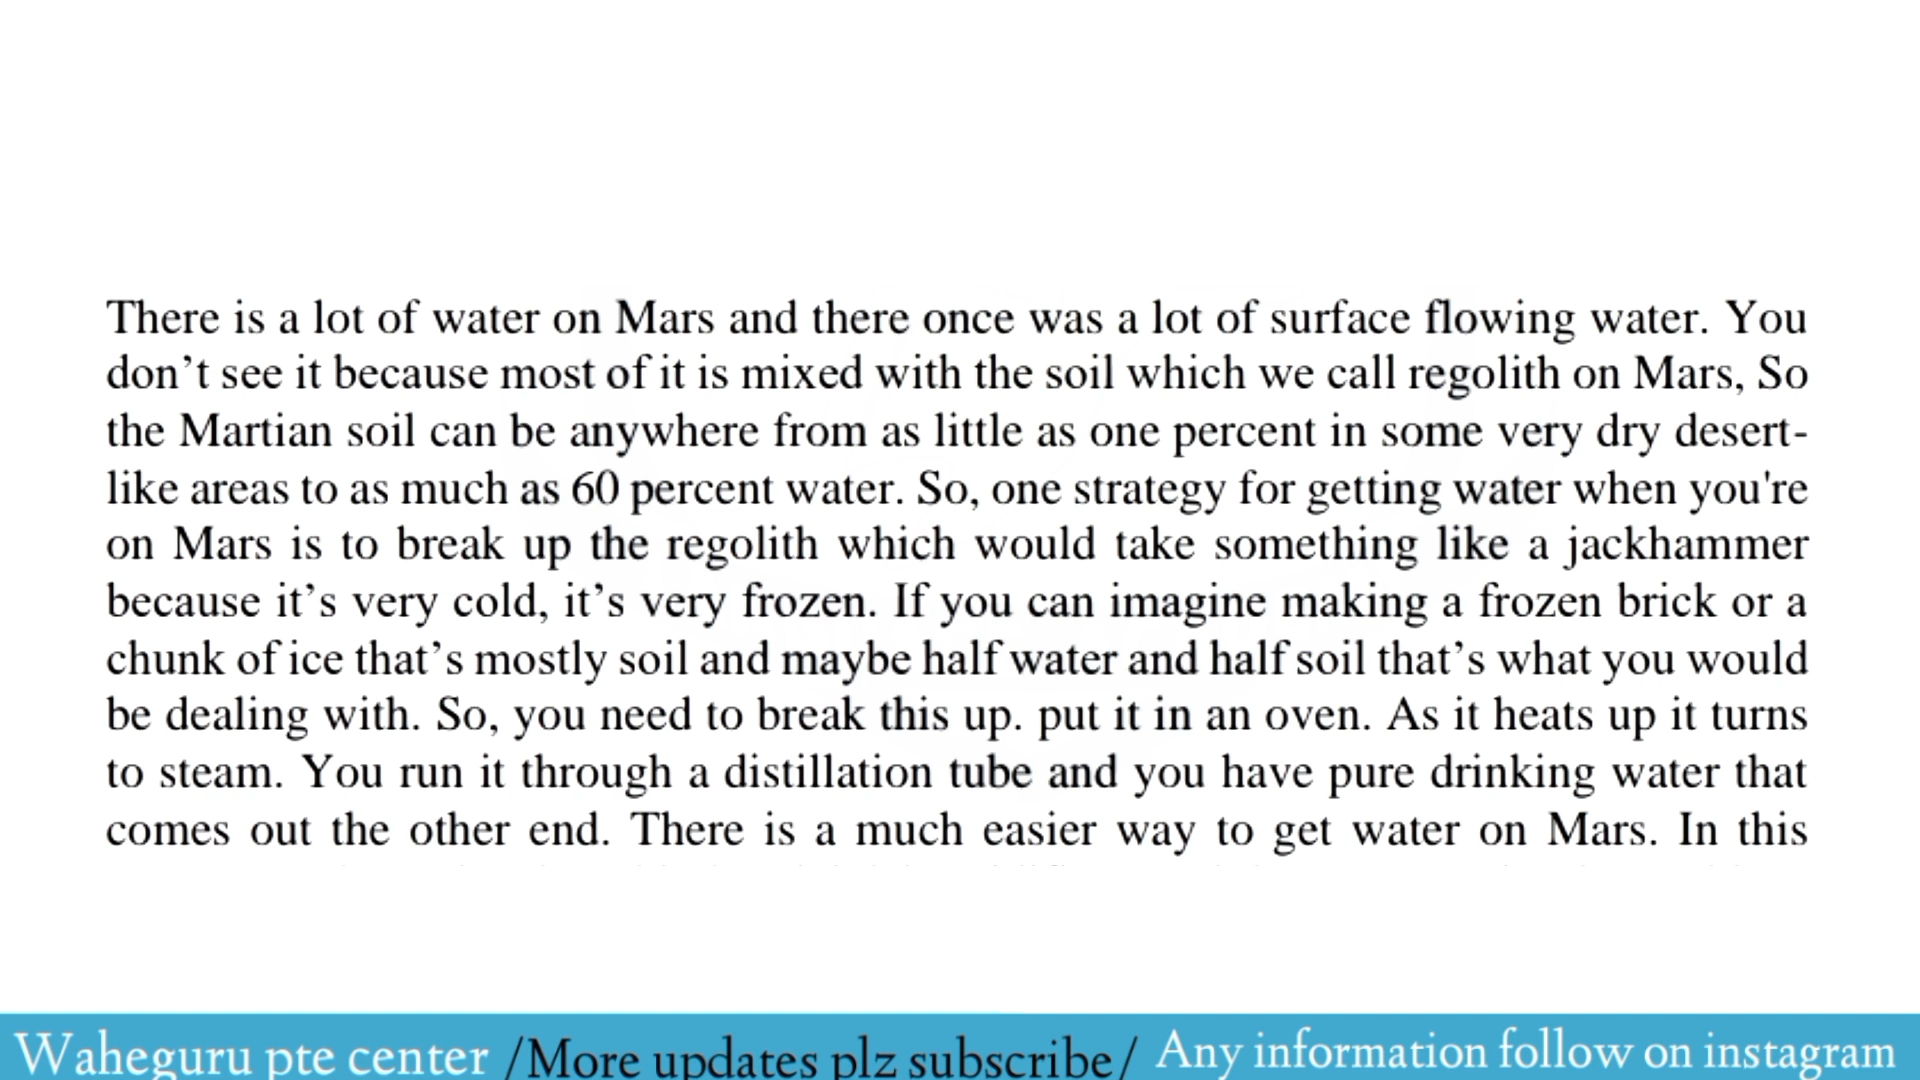 There is a lot of water on Mars and there once was a lot of surface flowing water. You
don’t see it because most of it is mixed with the soil which we call regolith on Mars, So
the Martian soil can be anywhere from as little as one percent in some very dry desert-
like areas to as much as 60 percent water. So, one strategy for getting water when you're
on Mars is to break up the regolith which would take something like a jackhammer
because it’s very cold, it’s very frozen. If you can imagine making a frozen brick or a
chunk of ice that’s mostly soil and maybe half water and half soil that’s what you would
be dealing with. So, you need to break this up. put it in an oven. As it heats up it turns
to steam. You run it through a distillation tube and you have pure drinking water that
comes out the other end. There is a much easier way to get water on Mars. In this
Waheguru pte center /More updates plz subscribe/ Any information follow on instagram